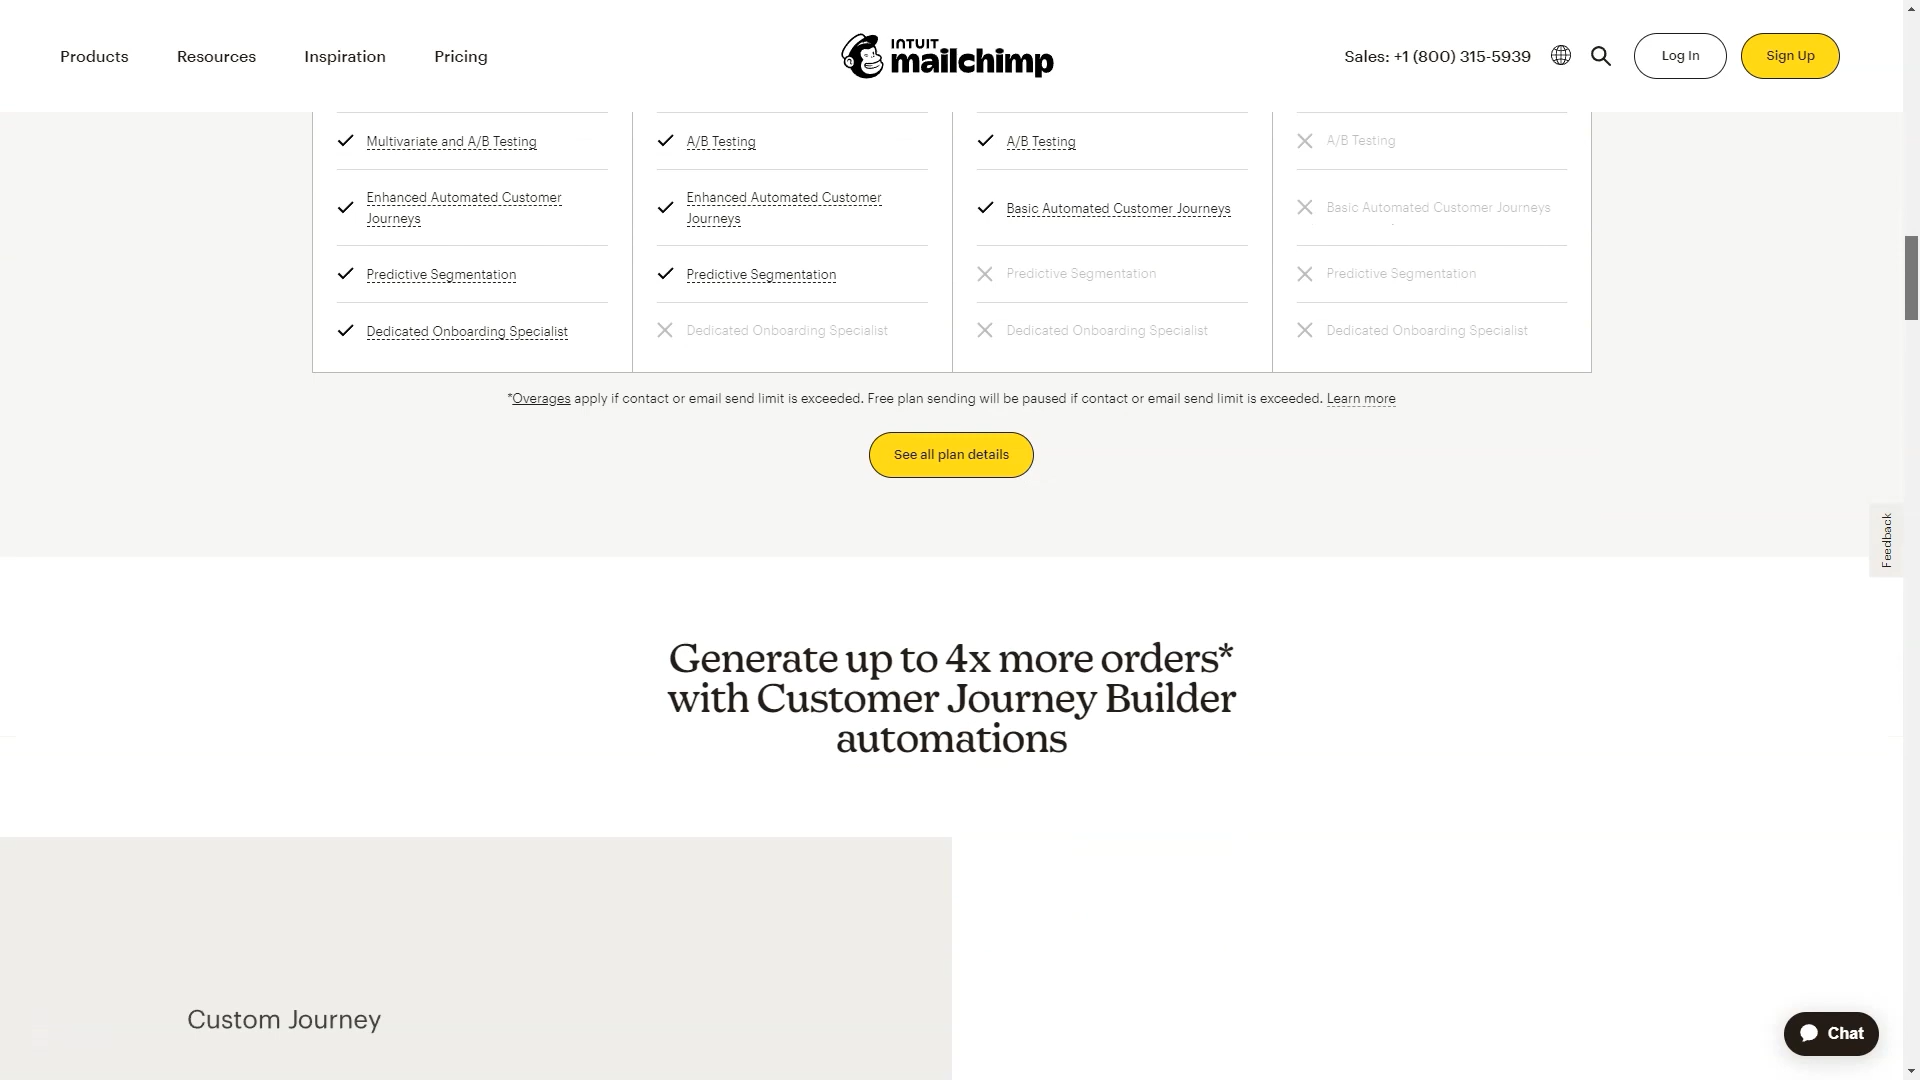 Products
Resources
Inspiration
Pricing
INTUIT
mailchimp
Sales: +1 (800) 315-5939
Log In
Sign Up
Multivariate and A/B Testing
A/B Testing
A/B Testing
A/B Testing
Enhanced Automated Customer
Journeys
Enhanced Automated Customer
Journeys
Basic Automated Customer Journeys
Basic Automated Customer Journeys
Predictive Segmentation
Predictive Segmentation
Predictive Segmentation
Predictive Segmentation
Dedicated Onboarding Specialist
Dedicated Onboarding Specialist
Dedicated Onboarding Specialist
Dedicated Onboarding Specialist
*Overages apply if contact or email send limit is exceeded. Free plan sending will be paused if contact or email send limit is exceeded. Learn more
See all plan details
Feedback
Generate up to 4x more orders*
with Customer Journey Builder
automations
Custom Journey
Chat